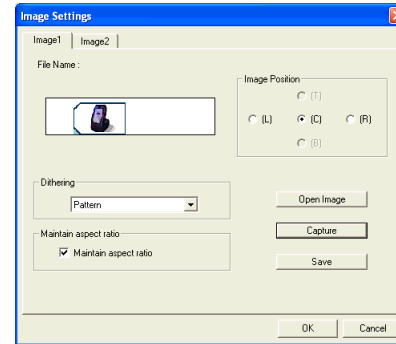 Image Settings
Image1 Image2
File Name :
Image Position
(T)
(L) (C) (R)
(B)
Dithering
Pattern
Open Image
Maintain aspect ratio
Capture
Maintain aspect ratio
Save
OK Cancel